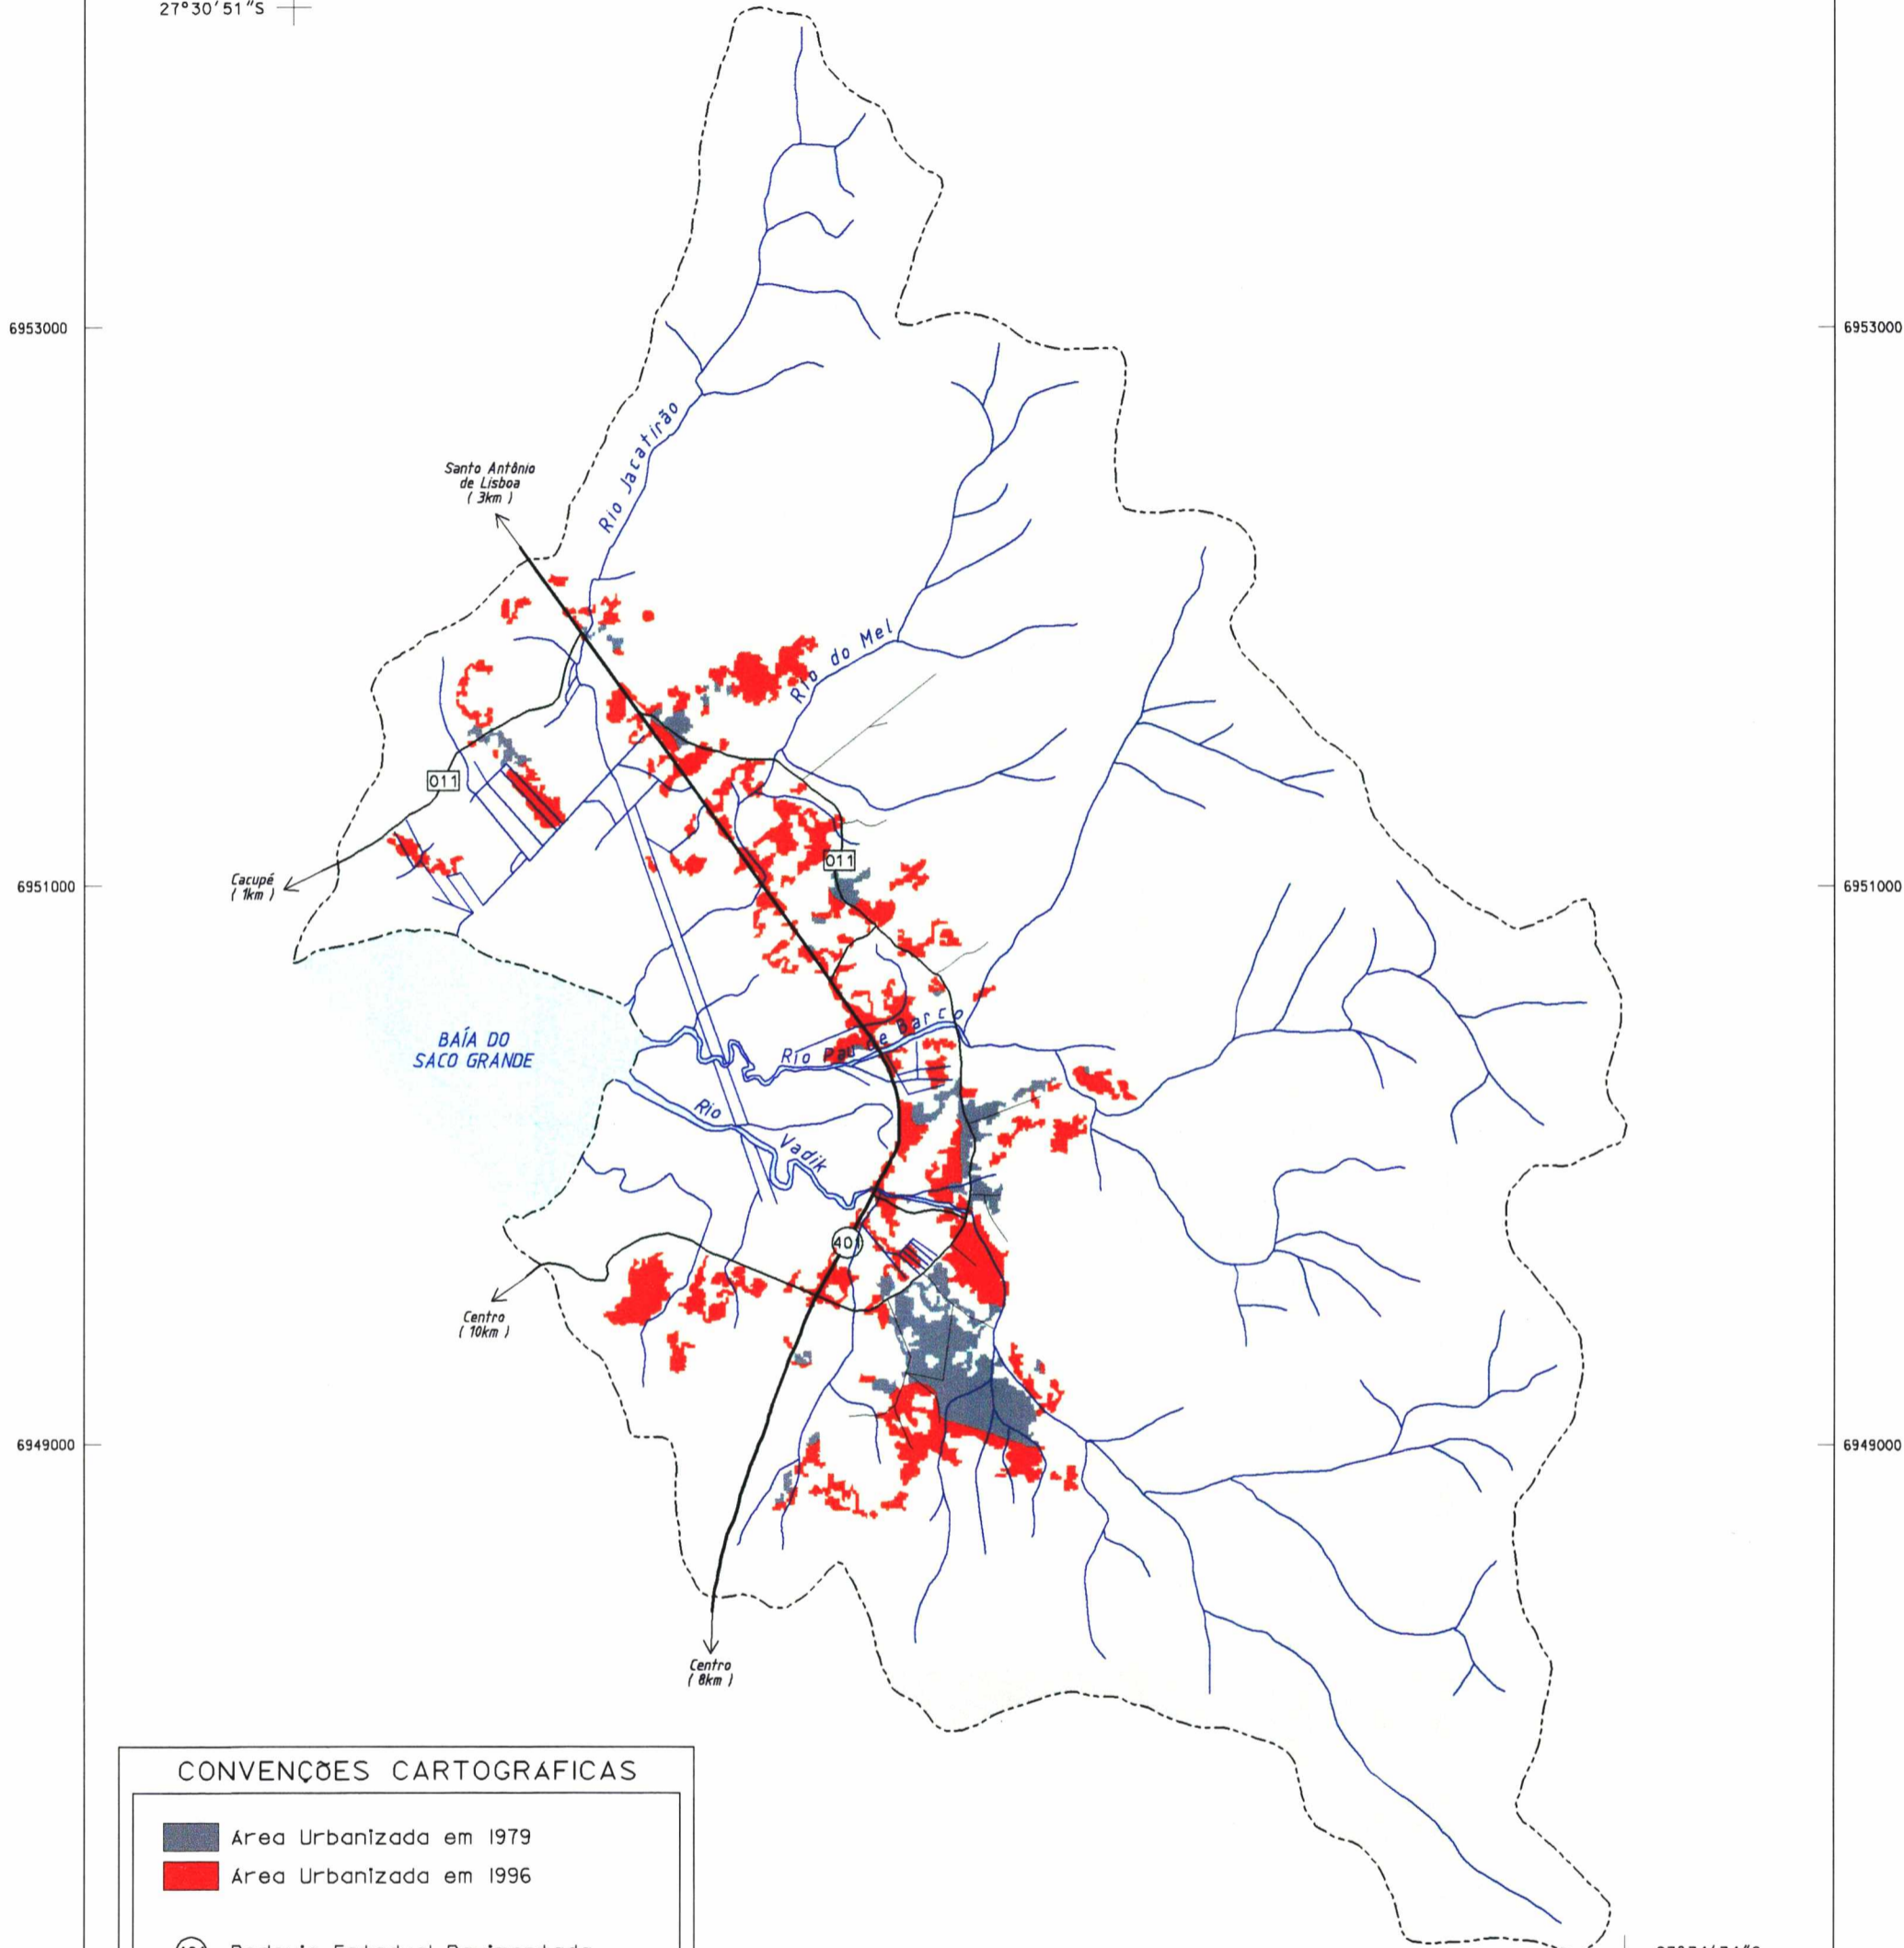 27°30'51"S
6953000
6953000
Santo Antônio
de Lisboa
( 3km )
Rio Jacatirão
Rio do Mel
011
011
Cacupé
( 1km )
6951000
6951000
BAÍA DO
SACO GRANDE
Rio Pau de Barco
Rio Vadik
401
Centro
( 10km )
6949000
6949000
Centro
( 8km )
CONVENÇÕES CARTOGRÁFICAS
Área Urbanizada em 1979
Área Urbanizada em 1996